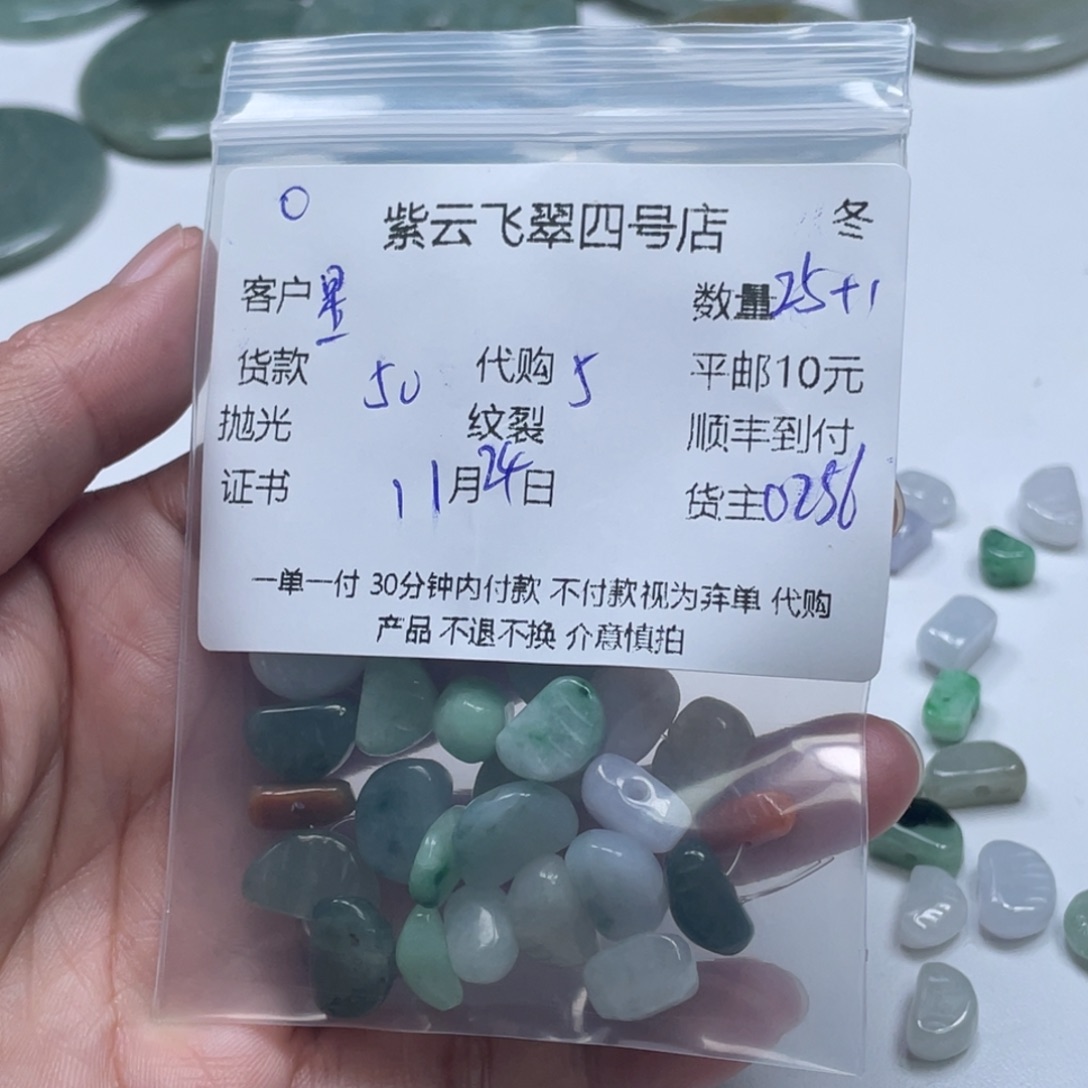 0 紫云飞翠四号店 冬
客户 数量25+1
货款 50 代购 5 平邮10元
抛光 纹裂 顺丰到付
证书 11月24日 货主0256
一单一付 30分钟内付款 不付款视为弃单 代购
产品 不退不换 介意慎拍